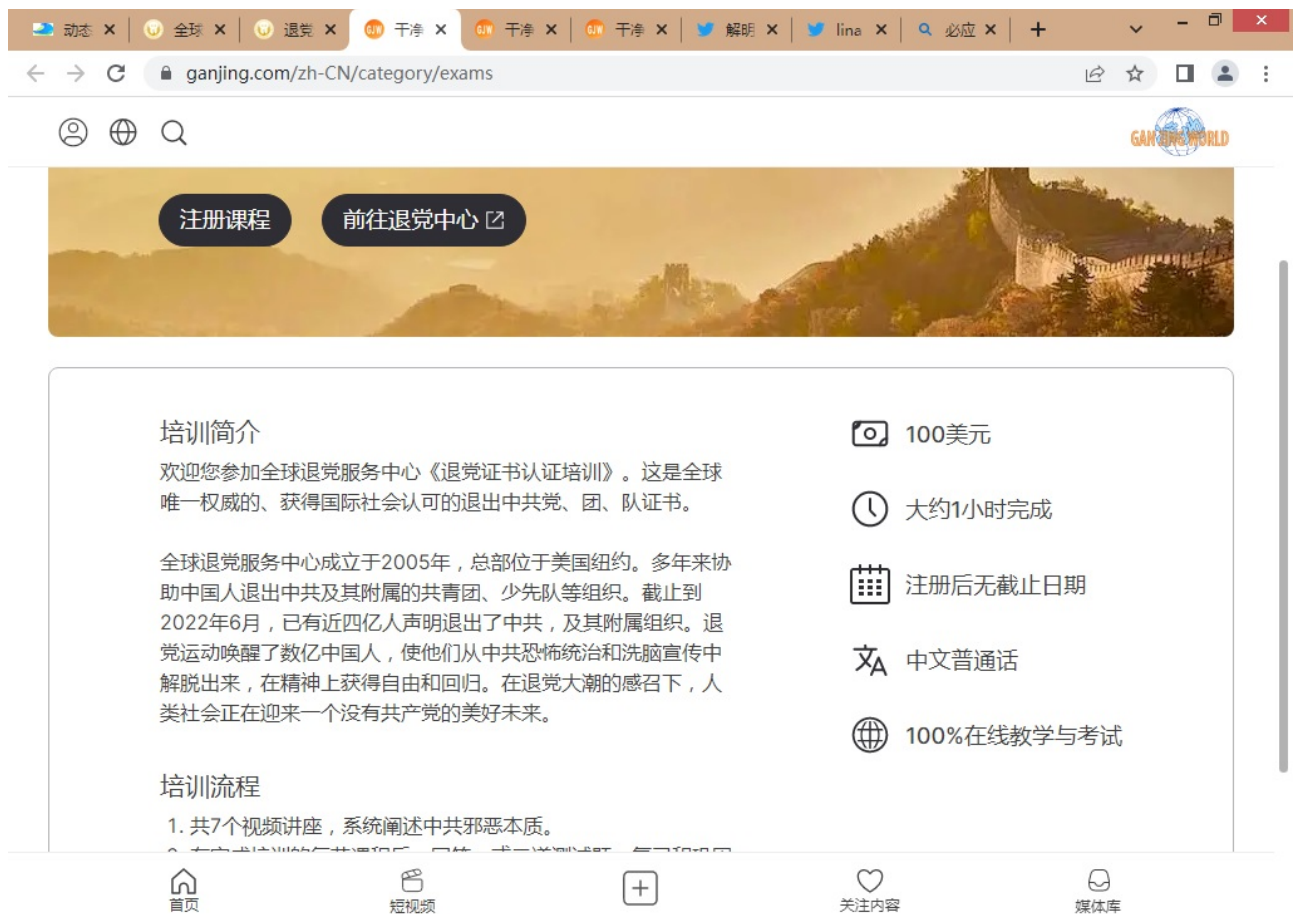 动态
全球
退党
干净
干净
干净
解明
lina
必应
ganjing.com/zh-CN/category/exams
GAN JING WORLD
注册课程
前往退党中心
培训简介
欢迎您参加全球退党服务中心《退党证书认证培训》。这是全球
唯一权威的、获得国际社会认可的退出中共党、团、队证书。
全球退党服务中心成立于2005年，总部位于美国纽约。多年来协
助中国人退出中共及其附属的共青团、少先队等组织。截止到
2022年6月，已有近四亿人声明退出了中共，及其附属组织。退
党运动唤醒了数亿中国人，使他们从中共恐怖统治和洗脑宣传中
解脱出来，在精神上获得自由和回归。在退党大潮的感召下，人
类社会正在迎来一个没有共产党的美好未来。
培训流程
1. 共7个视频讲座，系统阐述中共邪恶本质。
100美元
大约1小时完成
注册后无截止日期
中文普通话
100%在线教学与考试
首页
短视频
关注内容
媒体库